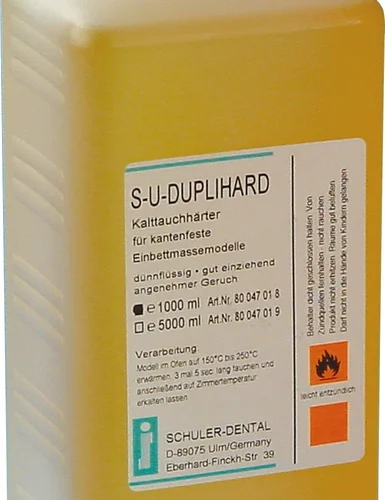 S-U-DUPLIHARD
Kalttauchhärter
für kantenfeste
Einbettmassemodelle
dünnflüssig • gut einziehend
angenehmer Geruch
■ e 1000 ml Art.Nr. 80 047 01 8
□ e 5000 ml Art.Nr. 80 047 01 9
Verarbeitung
Modell im Ofen auf 150°C bis 250°C
erwärmen, 3 mal 5 sec. lang tauchen und
anschließend auf Zimmertemperatur
erkalten lassen
SCHULER-DENTAL
D-89075 Ulm/Germany
Eberhard-Finckh-Str. 39
Behälter dicht geschlossen halten. Von
Zündquellen fernhalten - nicht rauchen.
Produkt nicht erhitzen. Räume gut belüften.
Darf nicht in die Hände von Kindern gelangen
leicht entzündlich